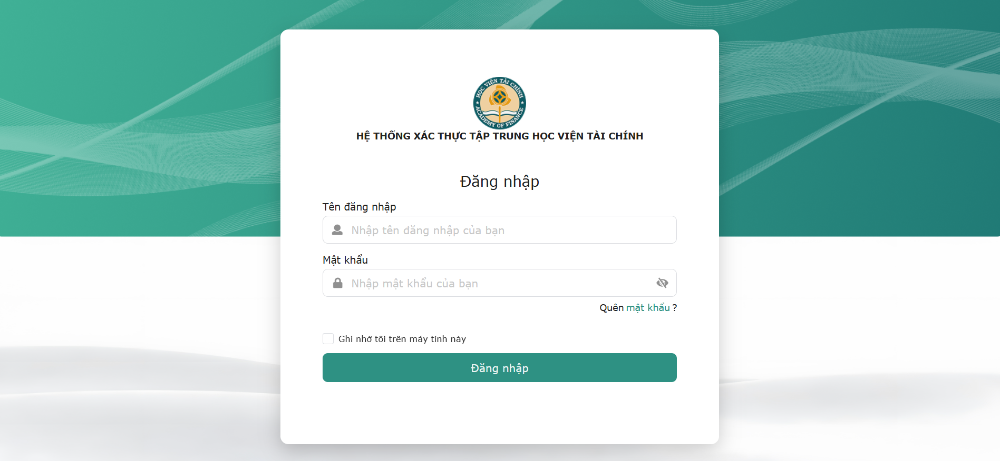 HỌC VIỆN TÀI CHÍNH
ACADEMY OF FINANCE
HỆ THỐNG XÁC THỰC TẬP TRUNG HỌC VIỆN TÀI CHÍNH
Đăng nhập
Tên đăng nhập
Nhập tên đăng nhập của bạn
Mật khẩu
Nhập mật khẩu của bạn
Quên mật khẩu ?
Ghi nhớ tôi trên máy tính này
Đăng nhập